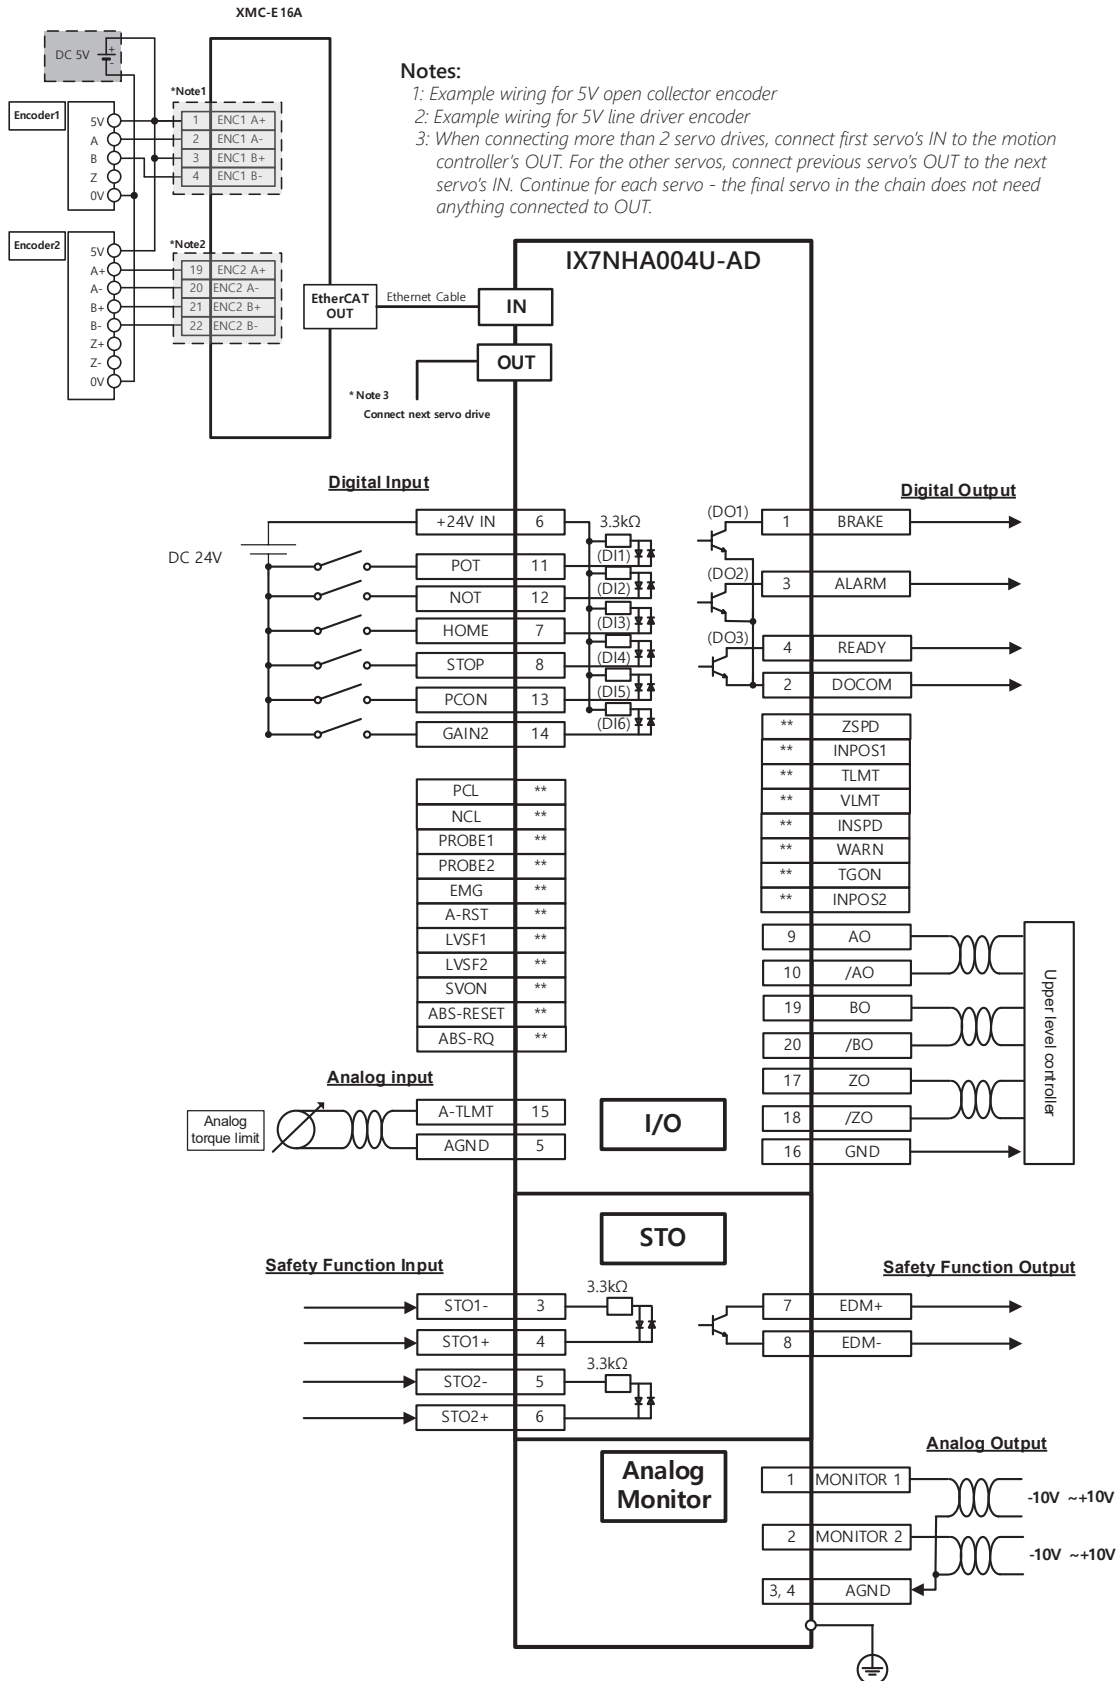 XMC-E16A
DC 5V
+
-
Notes:
1: Example wiring for 5V open collector encoder
2: Example wiring for 5V line driver encoder
3: When connecting more than 2 servo drives, connect first servo's IN to the motion
controller's OUT. For the other servos, connect previous servo's OUT to the next
servo's IN. Continue for each servo - the final servo in the chain does not need
anything connected to OUT.
*Note1
Encoder1
5V
A
B
Z
0V
1 ENC1 A+
2 ENC1 A-
3 ENC1 B+
4 ENC1 B-
*Note2
Encoder2
5V
A+
A-
B+
B-
Z+
Z-
0V
19 ENC2 A+
20 ENC2 A-
21 ENC2 B+
22 ENC2 B-
EtherCAT
OUT
Ethernet Cable
IX7NHA004U-AD
IN
OUT
* Note 3
Connect next servo drive
Digital Input
DC 24V
+24V IN 6
POT 11
NOT 12
HOME 7
STOP 8
PCON 13
GAIN2 14
3.3kΩ
(DI1)
(DI2)
(DI3)
(DI4)
(DI5)
(DI6)
Digital Output
(DO1)
(DO2)
(DO3)
1 BRAKE
3 ALARM
4 READY
2 DOCOM
** ZSPD
** INPOS1
** TLMT
** VLMT
** INSPD
** WARN
** TGON
** INPOS2
PCL **
NCL **
PROBE1 **
PROBE2 **
EMG **
A-RST **
LVSF1 **
LVSF2 **
SVON **
ABS-RESET **
ABS-RQ **
9 AO
10 /AO
19 BO
20 /BO
17 ZO
18 /ZO
16 GND
Upper level controller
Analog input
Analog
torque limit
A-TLMT 15
AGND 5
I/O
STO
Safety Function Input
STO1- 3
STO1+ 4
STO2- 5
STO2+ 6
3.3kΩ
3.3kΩ
Safety Function Output
7 EDM+
8 EDM-
Analog
Monitor
Analog Output
1 MONITOR 1
2 MONITOR 2
3, 4 AGND
-10V ~+10V
-10V ~+10V